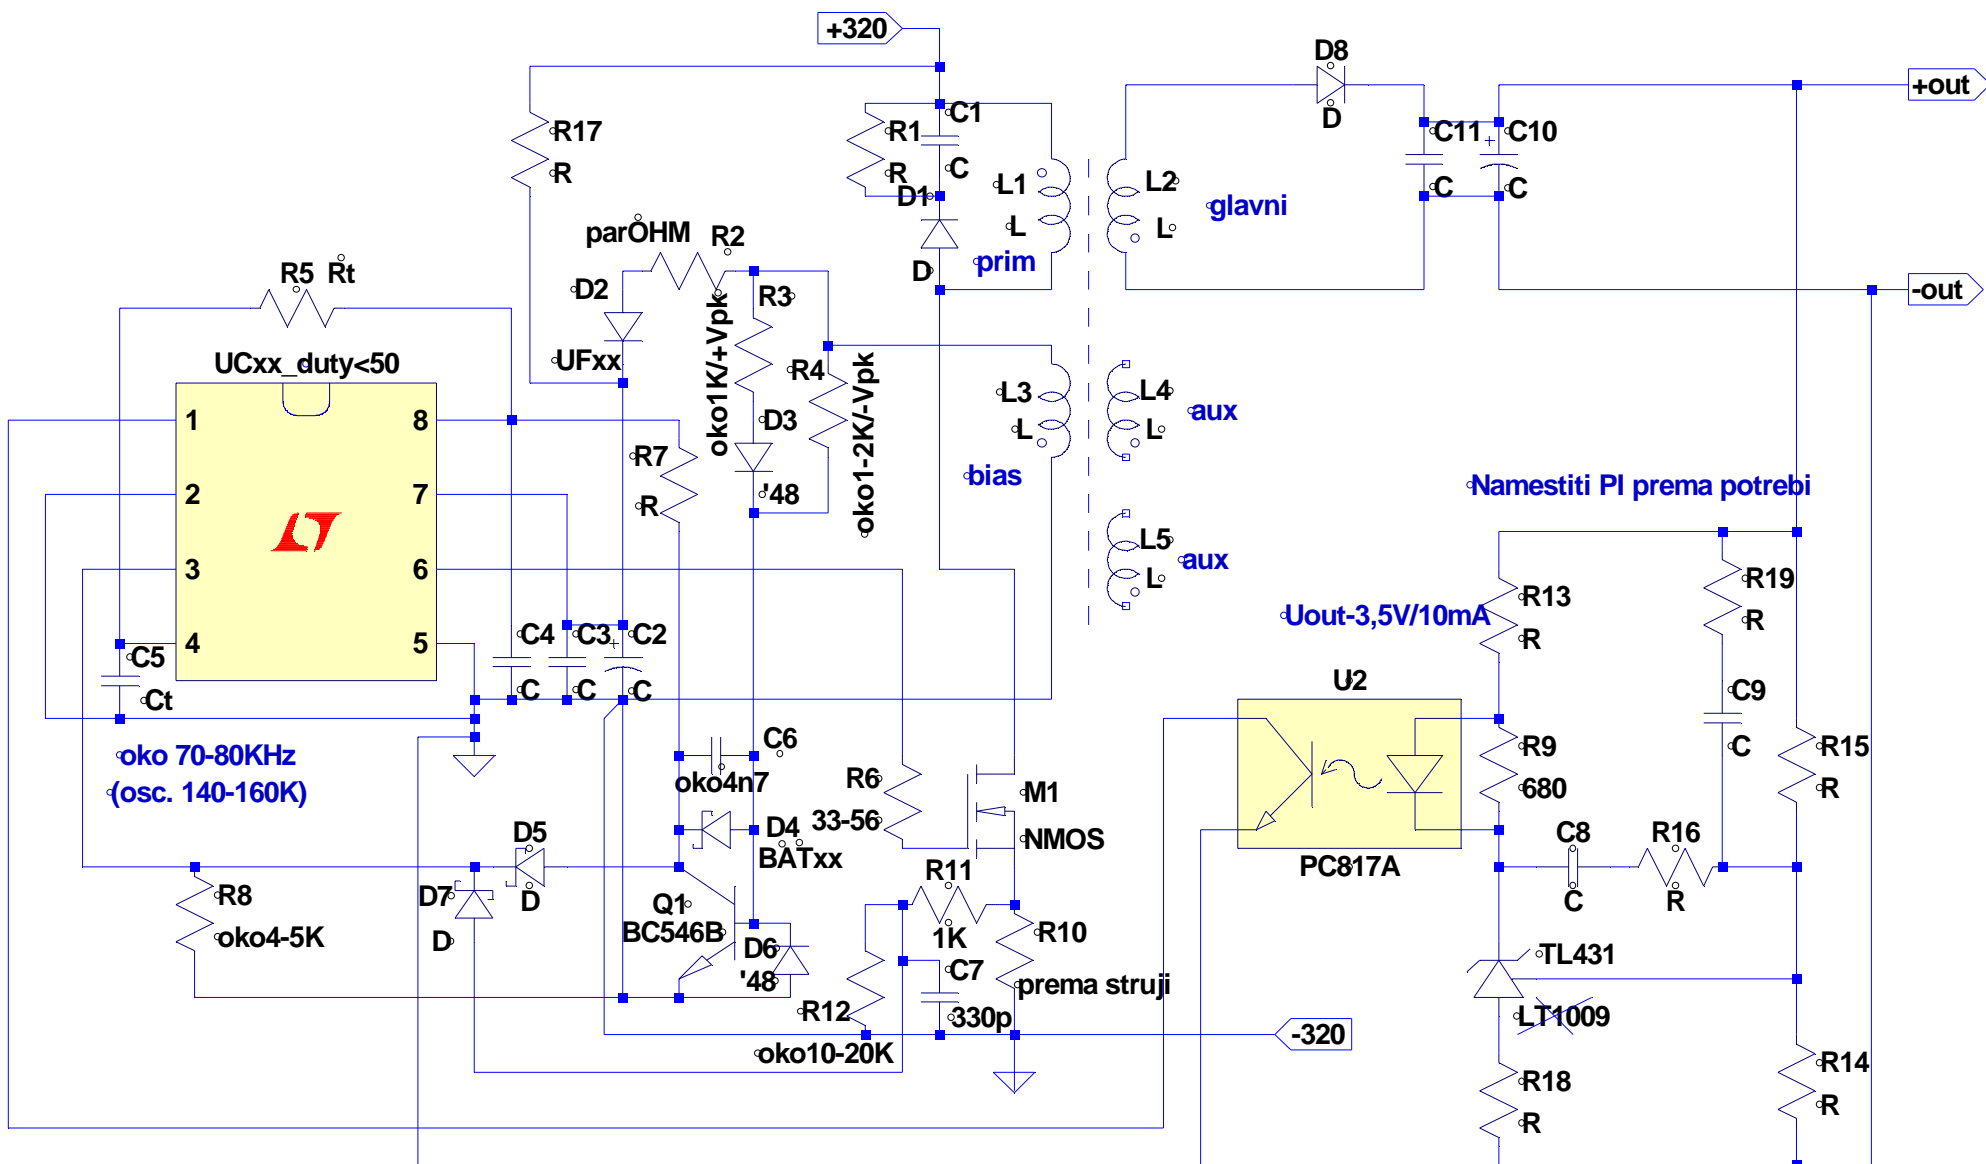 +320
D8
+out
R17
R
R1
R
C1
C
D
C11
C
C10
C
D1
L1
L
prim
L2
L
glavni
parOHM
R2
D
-out
R5 Rt
D2
UFxx
R3
oko1K/+Vpk
R4
oko1-2K/-Vpk
UCxx_duty<50
1
2
3
4
8
7
6
5
R7
R
D3
'48
L3
L
bias
L4
L
aux
L5
L
aux
Namestiti PI prema potrebi
R19
R
R13
R
Uout-3,5V/10mA
C5
Ct
C4
C
C3
C
C2
C
U2
PC817A
C9
C
R9
680
R15
R
oko 70-80KHz
(osc. 140-160K)
C6
oko4n7
R6
33-56
M1
NMOS
D4
BATxx
D5
D
C8
C
R16
R
R8
oko4-5K
D7
D
Q1
BC546B
D6
'48
R11
1K
R10
prema struji
C7
330p
R12
oko10-20K
TL431
LT1009
-320
R18
R
R14
R